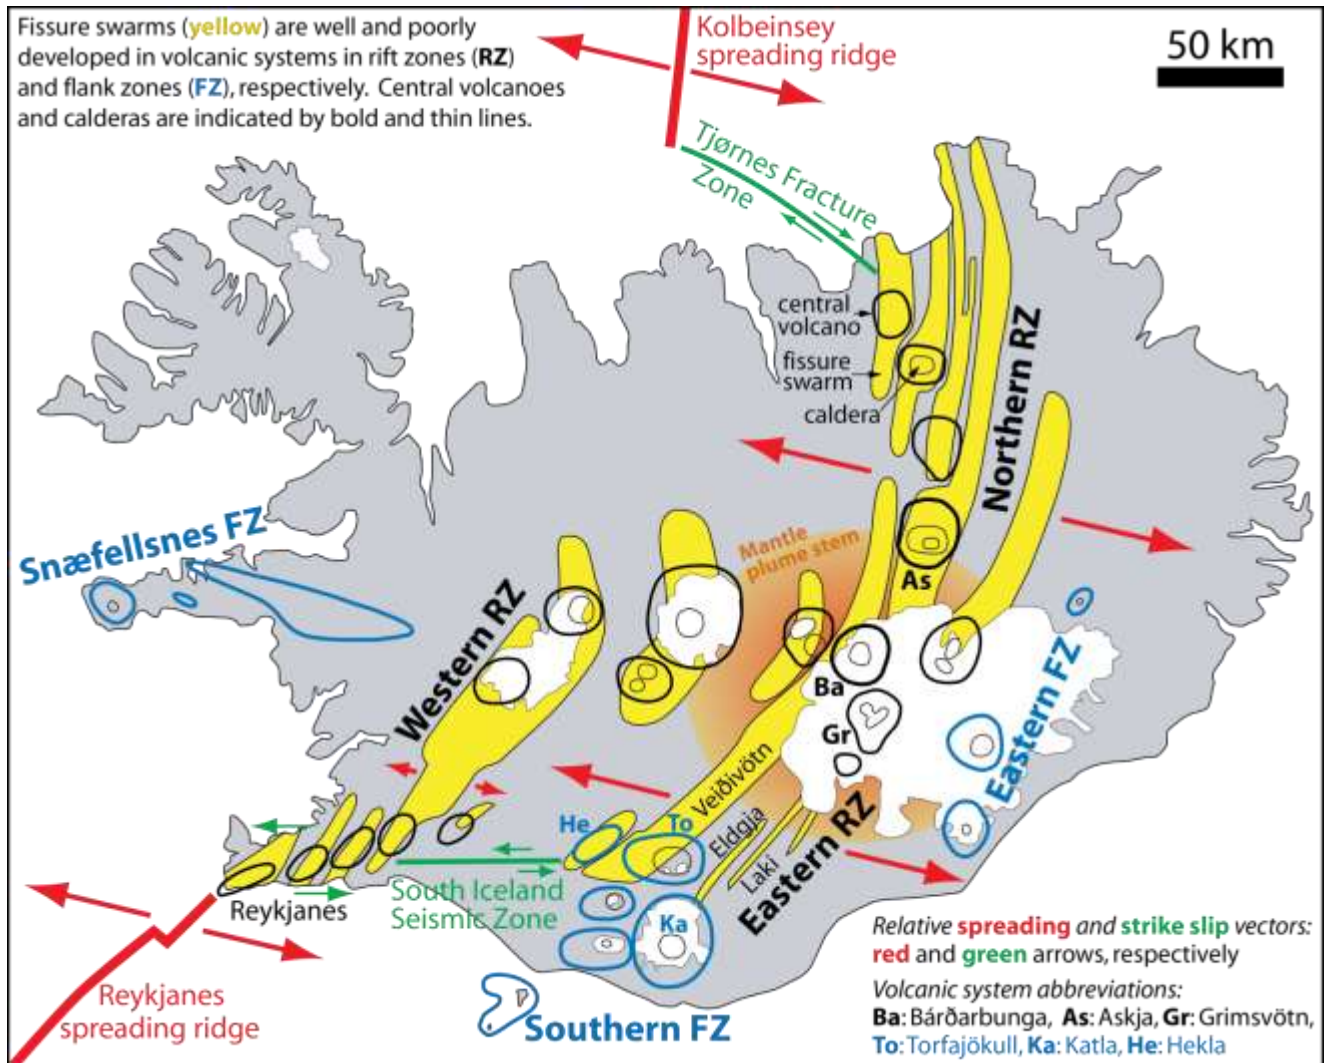 Fissure swarms (yellow) are well and poorly
developed in volcanic systems in rift zones (RZ)
and flank zones (FZ), respectively. Central volcanoes
and calderas are indicated by bold and thin lines.
Kolbeinsey
spreading ridge
50 km
Tjørnes Fracture
Zone
central
volcano
fissure
swarm
caldera
Northern RZ
Snæfellsnes FZ
Mantle
plume stem
As
Western RZ
Ba
Gr
Eastern FZ
Veiðivötn
He
To
Eldgja
Laki
Eastern RZ
South Iceland
Seismic Zone
Reykjanes
Ka
Reykjanes
spreading ridge
Southern FZ
Relative spreading and strike slip vectors:
red and green arrows, respectively
Volcanic system abbreviations:
Ba: Bárðarbunga, As: Askja, Gr: Grimsvötn,
To: Torfajökull, Ka: Katla, He: Hekla